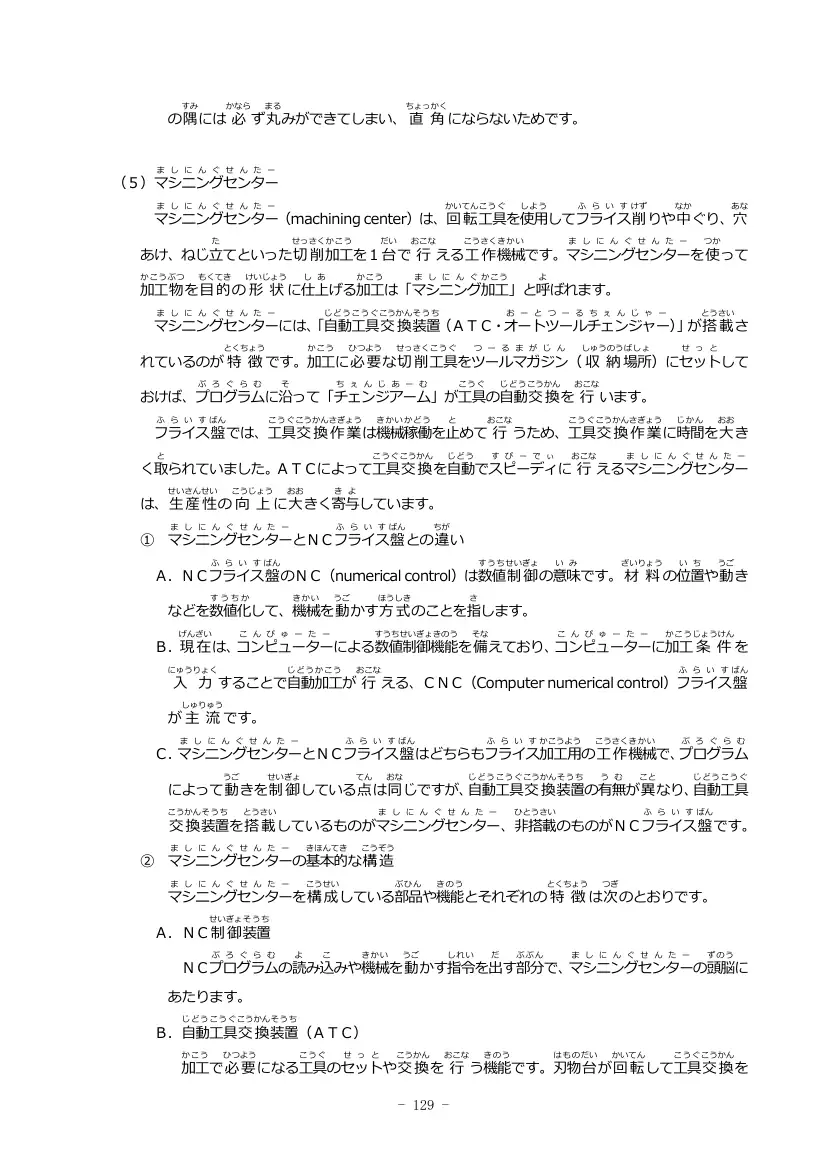 の隅には必ず丸みができてしまい、直角にならないためです。
（５）マシニングセンター
マシニングセンター（machining center）は、回転工具を使用してフライス削りや中ぐり、穴
あけ、ねじ立てといった切削加工を１台で行える工作機械です。マシニングセンターを使って
加工物を目的の形状に仕上げる加工は「マシニング加工」と呼ばれます。
マシニングセンターには、「自動工具交換装置（ＡＴＣ・オートツールチェンジャー）」が搭載さ
れているのが特徴です。加工に必要な切削工具をツールマガジン（収納場所）にセットして
おけば、プログラムに沿って「チェンジアーム」が工具の自動交換を行います。
フライス盤では、工具交換作業は機械稼働を止めて行うため、工具交換作業に時間を大き
く取られていました。ＡＴＣによって工具交換を自動でスピーディに行えるマシニングセンター
は、生産性の向上に大きく寄与しています。
① マシニングセンターとＮＣフライス盤との違い
Ａ．ＮＣフライス盤のＮＣ（numerical control）は数値制御の意味です。材料の位置や動き
などを数値化して、機械を動かす方式のことを指します。
Ｂ．現在は、コンピューターによる数値制御機能を備えており、コンピューターに加工条件を
入力することで自動加工が行える、ＣＮＣ（Computer numerical control）フライス盤
が主流です。
Ｃ．マシニングセンターとＮＣフライス盤はどちらもフライス加工用の工作機械で、プログラム
によって動きを制御している点は同じですが、自動工具交換装置の有無が異なり、自動工具
交換装置を搭載しているものがマシニングセンター、非搭載のものがＮＣフライス盤です。
② マシニングセンターの基本的な構造
マシニングセンターを構成している部品や機能とそれぞれの特徴は次のとおりです。
Ａ．ＮＣ制御装置
ＮＣプログラムの読み込みや機械を動かす指令を出す部分で、マシニングセンターの頭脳に
あたります。
Ｂ．自動工具交換装置（ＡＴＣ）
加工で必要になる工具のセットや交換を行う機能です。刃物台が回転して工具交換を
- 129 -